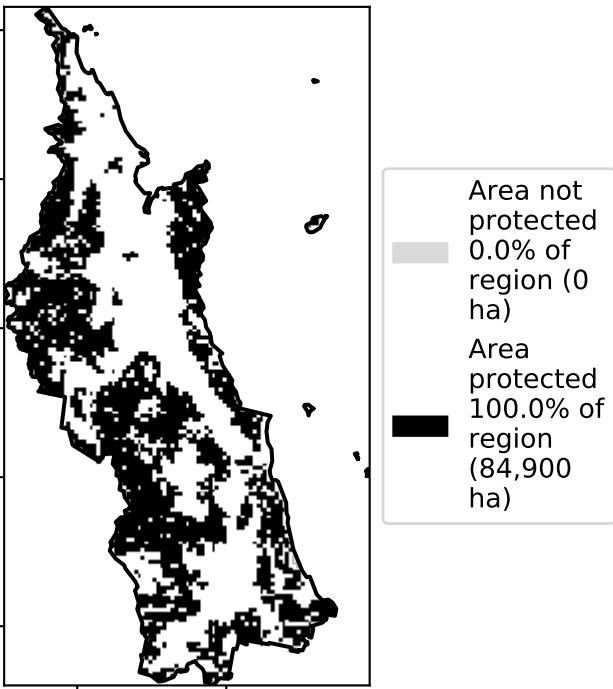 Area not
protected
0.0% of
region (0
ha)
Area
protected
100.0% of
region
(84,900
ha)